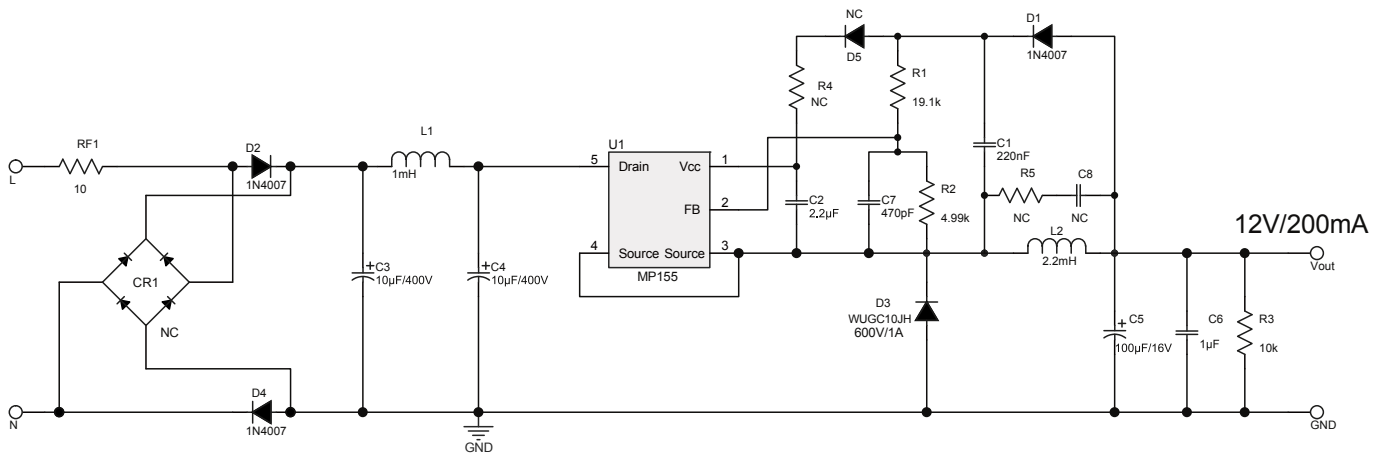 NC
D5
D1
1N4007
R4
NC
R1
19.1k
L
RF1
10
D2
1N4007
L1
1mH
U1
5
Drain
Vcc
1
FB
2
4
Source
Source
3
MP155
C2
2.2µF
C7
470pF
R2
4.99k
C1
220nF
R5
NC
C8
NC
L2
2.2mH
12V/200mA
Vout
CR1
NC
+
C3
10µF/400V
+
C4
10µF/400V
D3
WUGC10JH
600V/1A
+
C5
100µF/16V
C6
1µF
R3
10k
N
D4
1N4007
GND
GND